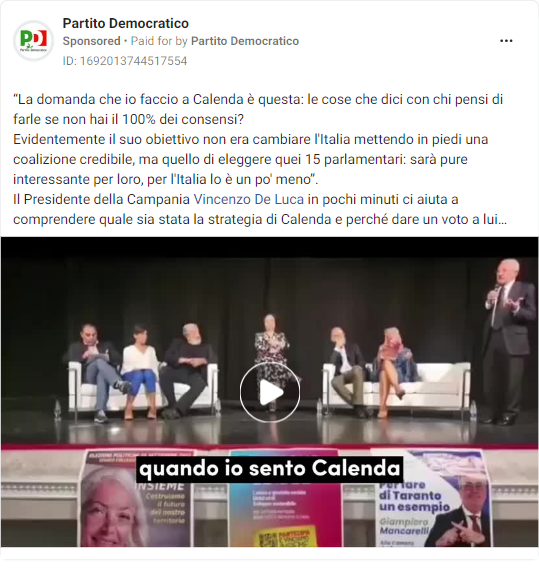 Partito Democratico
Sponsored • Paid for by Partito Democratico
ID: 1692013744517554
PD
Partito Democratico
“La domanda che io faccio a Calenda è questa: le cose che dici con chi pensi di
farle se non hai il 100% dei consensi?
Evidentemente il suo obiettivo non era cambiare l'Italia mettendo in piedi una
coalizione credibile, ma quello di eleggere quei 15 parlamentari: sarà pure
interessante per loro, per l'Italia lo è un po' meno”.
Il Presidente della Campania Vincenzo De Luca in pochi minuti ci aiuta a
comprendere quale sia stata la strategia di Calenda e perché dare un voto a lui...
quando io sento Calenda
INSIEME
Costruiamo
il futuro
del nostro
territorio
Parlare
di Taranto
un esempio
Giampiero
Mancarelli